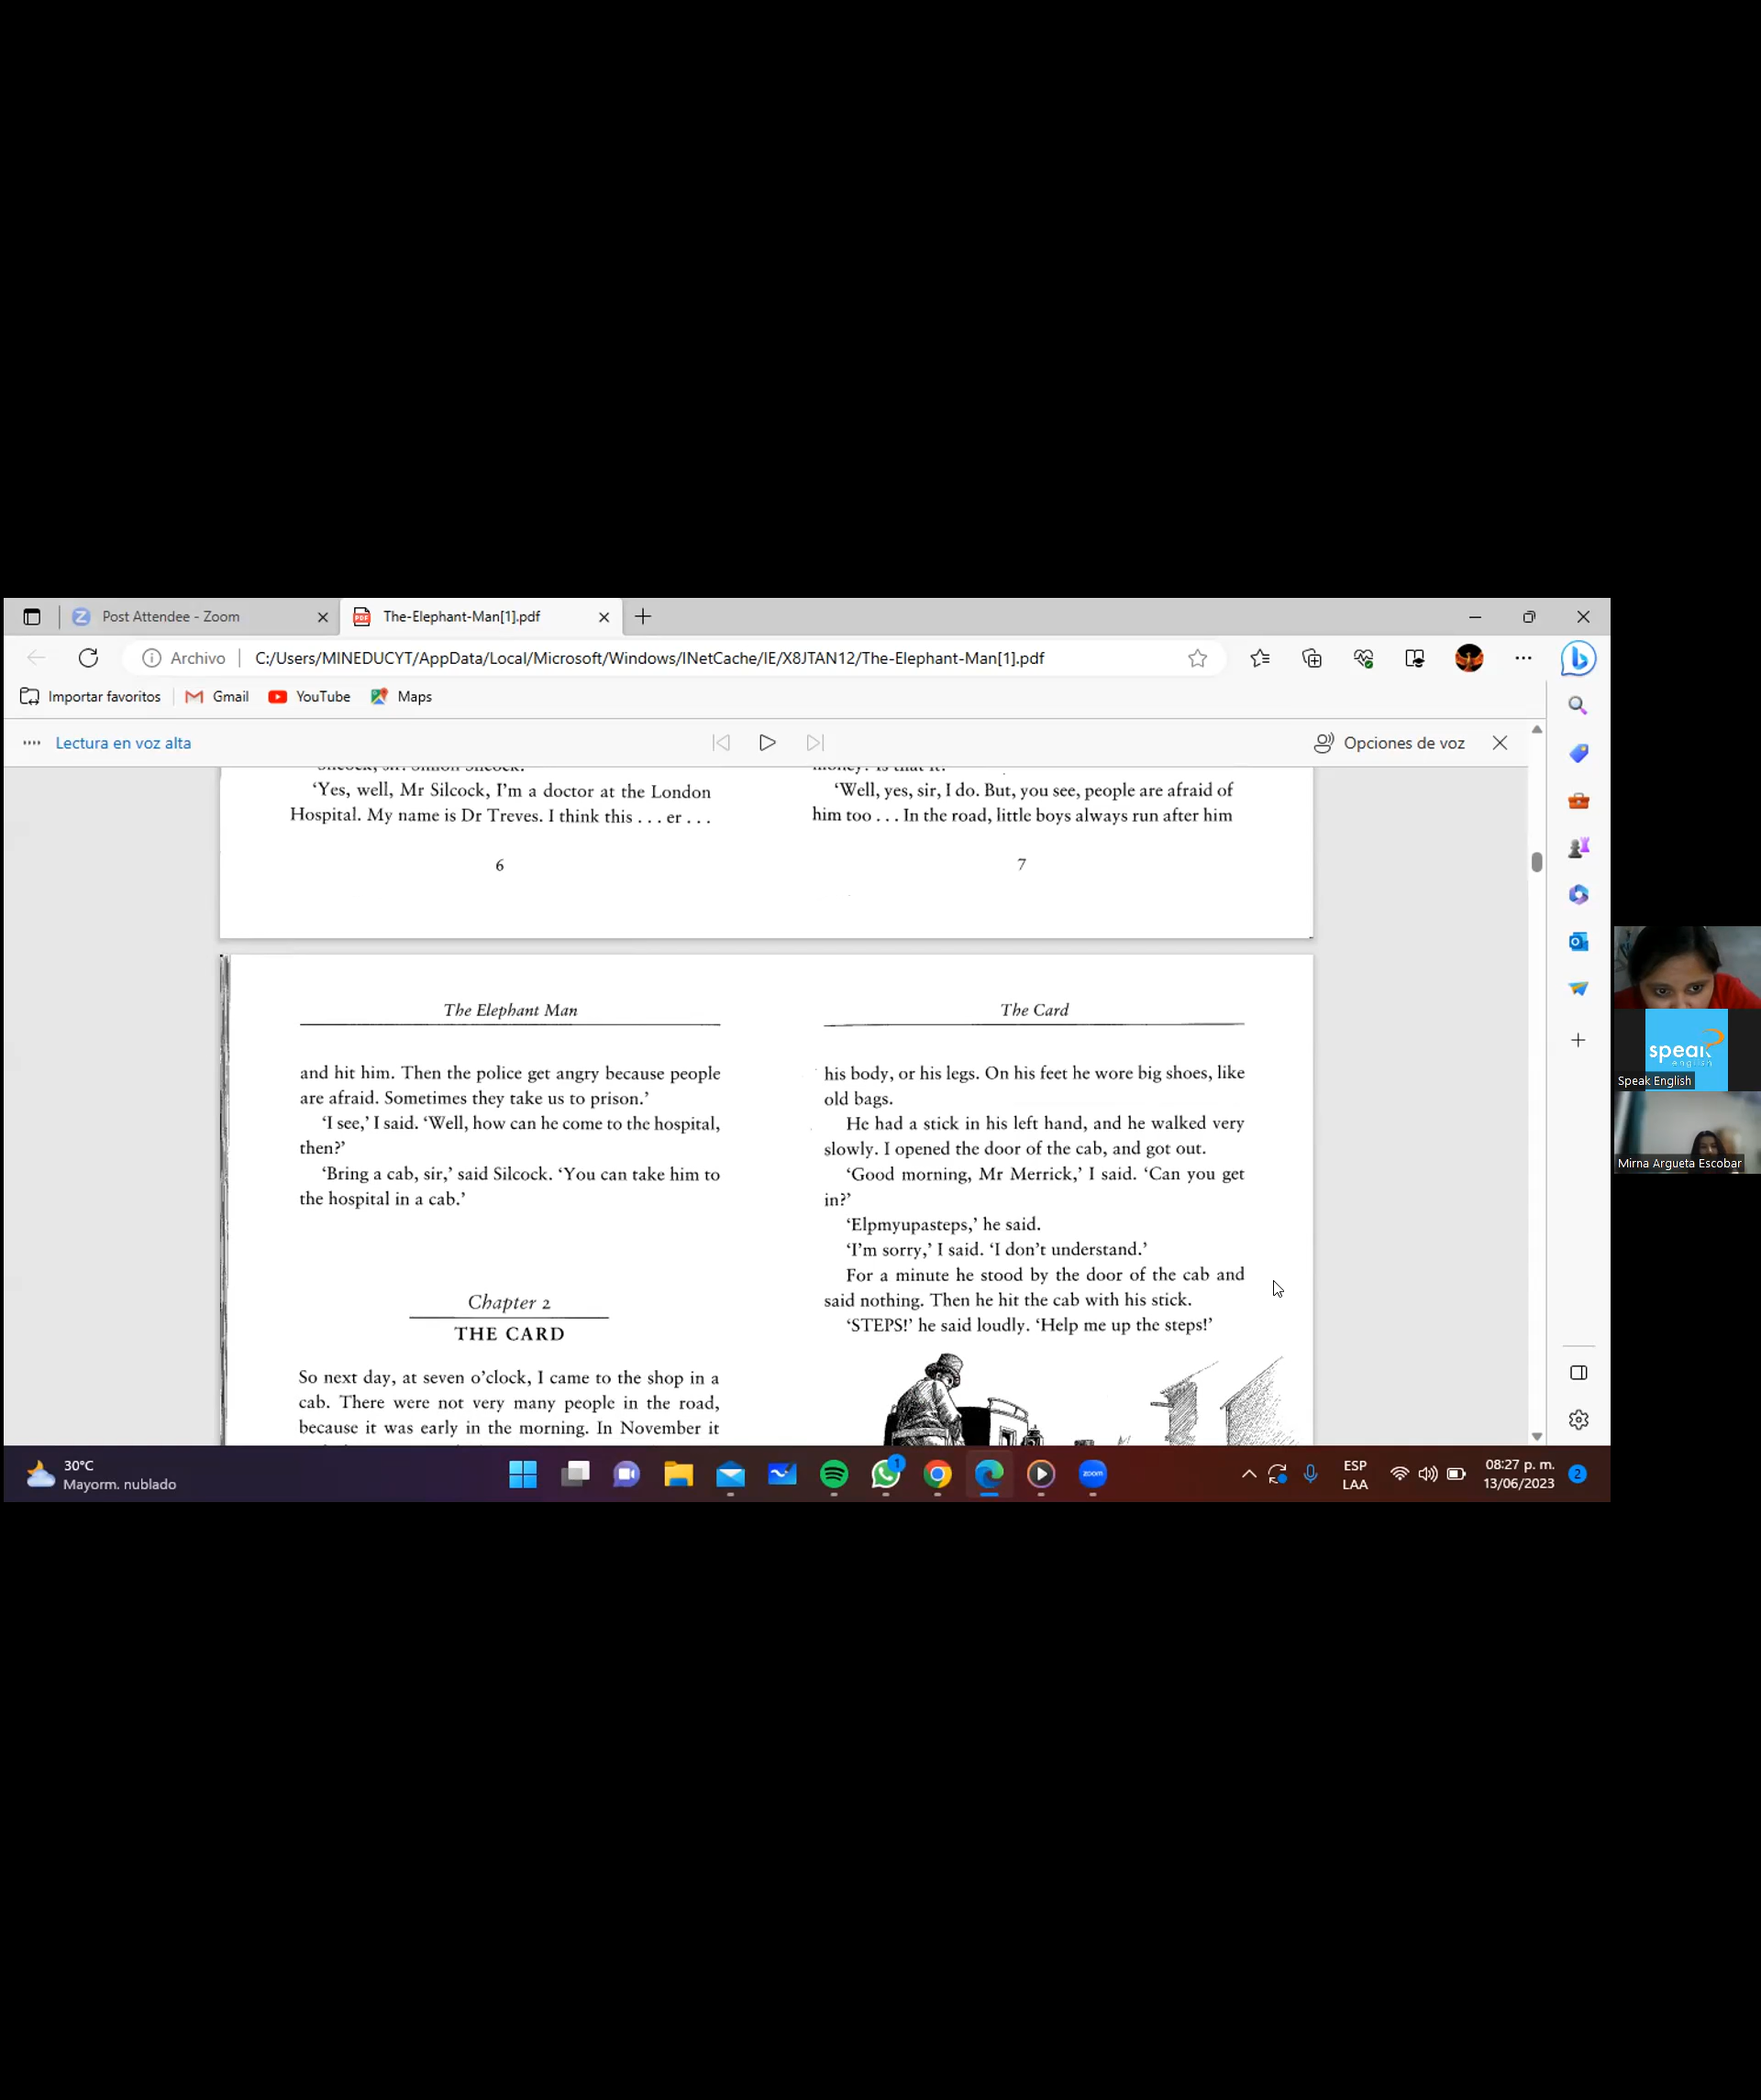 Post Attendee - Zoom
The-Elephant-Man[1].pdf
Archivo
C:/Users/MINEDUCYT/AppData/Local/Microsoft/Windows/INetCache/IE/X8JTAN12/The-Elephant-Man[1].pdf
Importar favoritos
Gmail
YouTube
Maps
Lectura en voz alta
Opciones de voz
‘Yes, well, Mr Silcock, I'm a doctor at the London
Hospital. My name is Dr Treves. I think this . . . er . . .
6
‘Well, yes, sir, I do. But, you see, people are afraid of
him too . . . In the road, little boys always run after him
7
The Elephant Man
and hit him. Then the police get angry because people
are afraid. Sometimes they take us to prison.’
‘I see,’ I said. ‘Well, how can he come to the hospital,
then?’
‘Bring a cab, sir,’ said Silcock. ‘You can take him to
the hospital in a cab.’
Chapter 2
THE CARD
So next day, at seven o’clock, I came to the shop in a
cab. There were not very many people in the road,
because it was early in the morning. In November it
The Card
his body, or his legs. On his feet he wore big shoes, like
old bags.
He had a stick in his left hand, and he walked very
slowly. I opened the door of the cab, and got out.
‘Good morning, Mr Merrick,’ I said. ‘Can you get
in?’
‘Elpmyupasteps,’ he said.
‘I’m sorry,’ I said. ‘I don’t understand.’
For a minute he stood by the door of the cab and
said nothing. Then he hit the cab with his stick.
‘STEPS!’ he said loudly. ‘Help me up the steps!’
speak
English
Speak English
Mirna Argueta Escobar
30°C
Mayorm. nublado
1
zoom
ESP
LAA
08:27 p. m.
13/06/2023
2